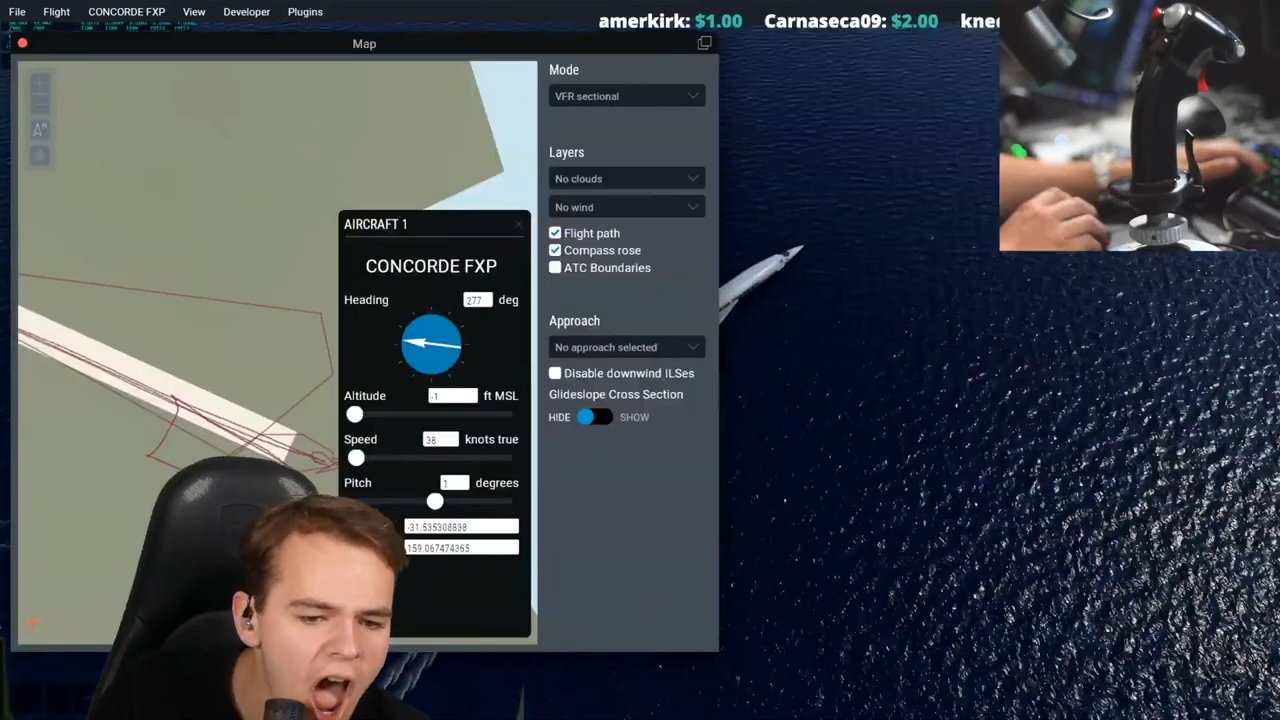 File Flight CONCORDE FXP View Developer Plugins
amerkirk: $1.00 Carnaseca09: $2.00 kne
Map
Mode
VFR sectional
Layers
No clouds
No wind
Flight path
Compass rose
ATC Boundaries
Approach
No approach selected
Disable downwind ILSes
Glideslope Cross Section
HIDE SHOW
AIRCRAFT 1
CONCORDE FXP
Heading 277 deg
Altitude -1 ft MSL
Speed 38 knots true
Pitch 1 degrees
-31.535308838
159.067474365